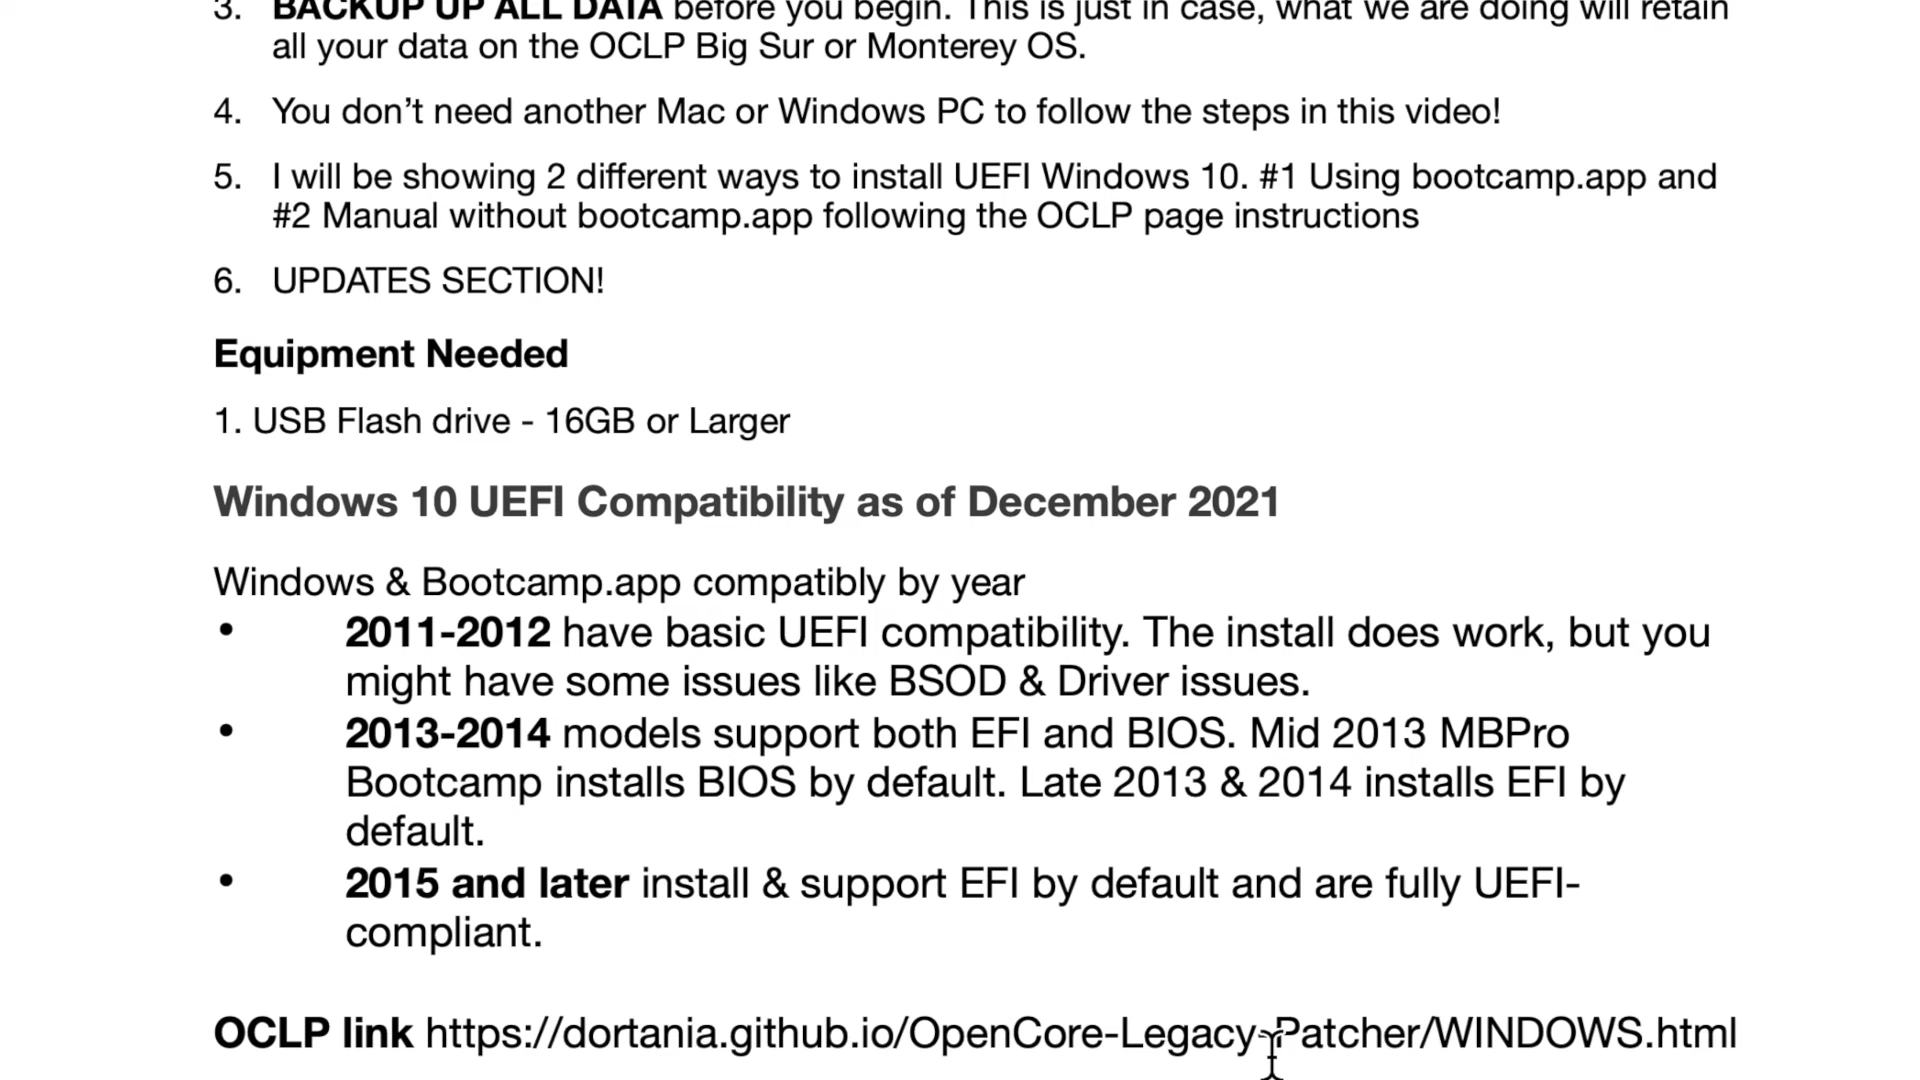 3. BACKUP UP ALL DATA before you begin. This is just in case, what we are doing will retain
all your data on the OCLP Big Sur or Monterey OS.
4. You don’t need another Mac or Windows PC to follow the steps in this video!
5. I will be showing 2 different ways to install UEFI Windows 10. #1 Using bootcamp.app and
#2 Manual without bootcamp.app following the OCLP page instructions
6. UPDATES SECTION!
Equipment Needed
1. USB Flash drive - 16GB or Larger
Windows 10 UEFI Compatibility as of December 2021
Windows & Bootcamp.app compatibly by year
• 2011-2012 have basic UEFI compatibility. The install does work, but you
might have some issues like BSOD & Driver issues.
• 2013-2014 models support both EFI and BIOS. Mid 2013 MBPro
Bootcamp installs BIOS by default. Late 2013 & 2014 installs EFI by
default.
• 2015 and later install & support EFI by default and are fully UEFI-
compliant.
OCLP link https://dortania.github.io/OpenCore-Legacy-Patcher/WINDOWS.html